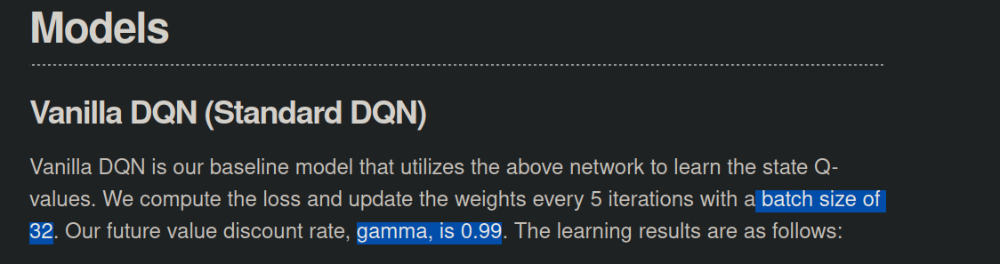 Models
Vanilla DQN (Standard DQN)
Vanilla DQN is our baseline model that utilizes the above network to learn the state Q-
values. We compute the loss and update the weights every 5 iterations with a batch size of
32. Our future value discount rate, gamma, is 0.99. The learning results are as follows: